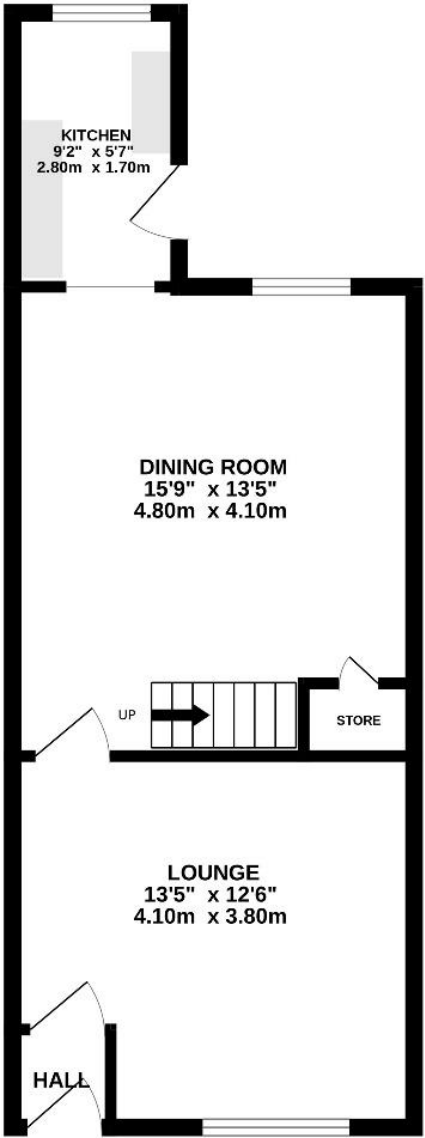 KITCHEN
9'2" x 5'7"
2.80m x 1.70m
DINING ROOM
15'9" x 13'5"
4.80m x 4.10m
UP
STORE
LOUNGE
13'5" x 12'6"
4.10m x 3.80m
HALL